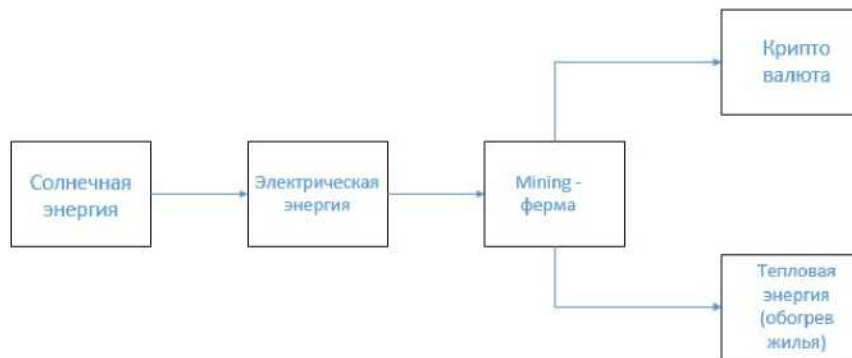 Крипто
валюта
Солнечная
энергия
Электрическая
энергия
Mining -
ферма
Тепловая
энергия
(обогрев
жилья)